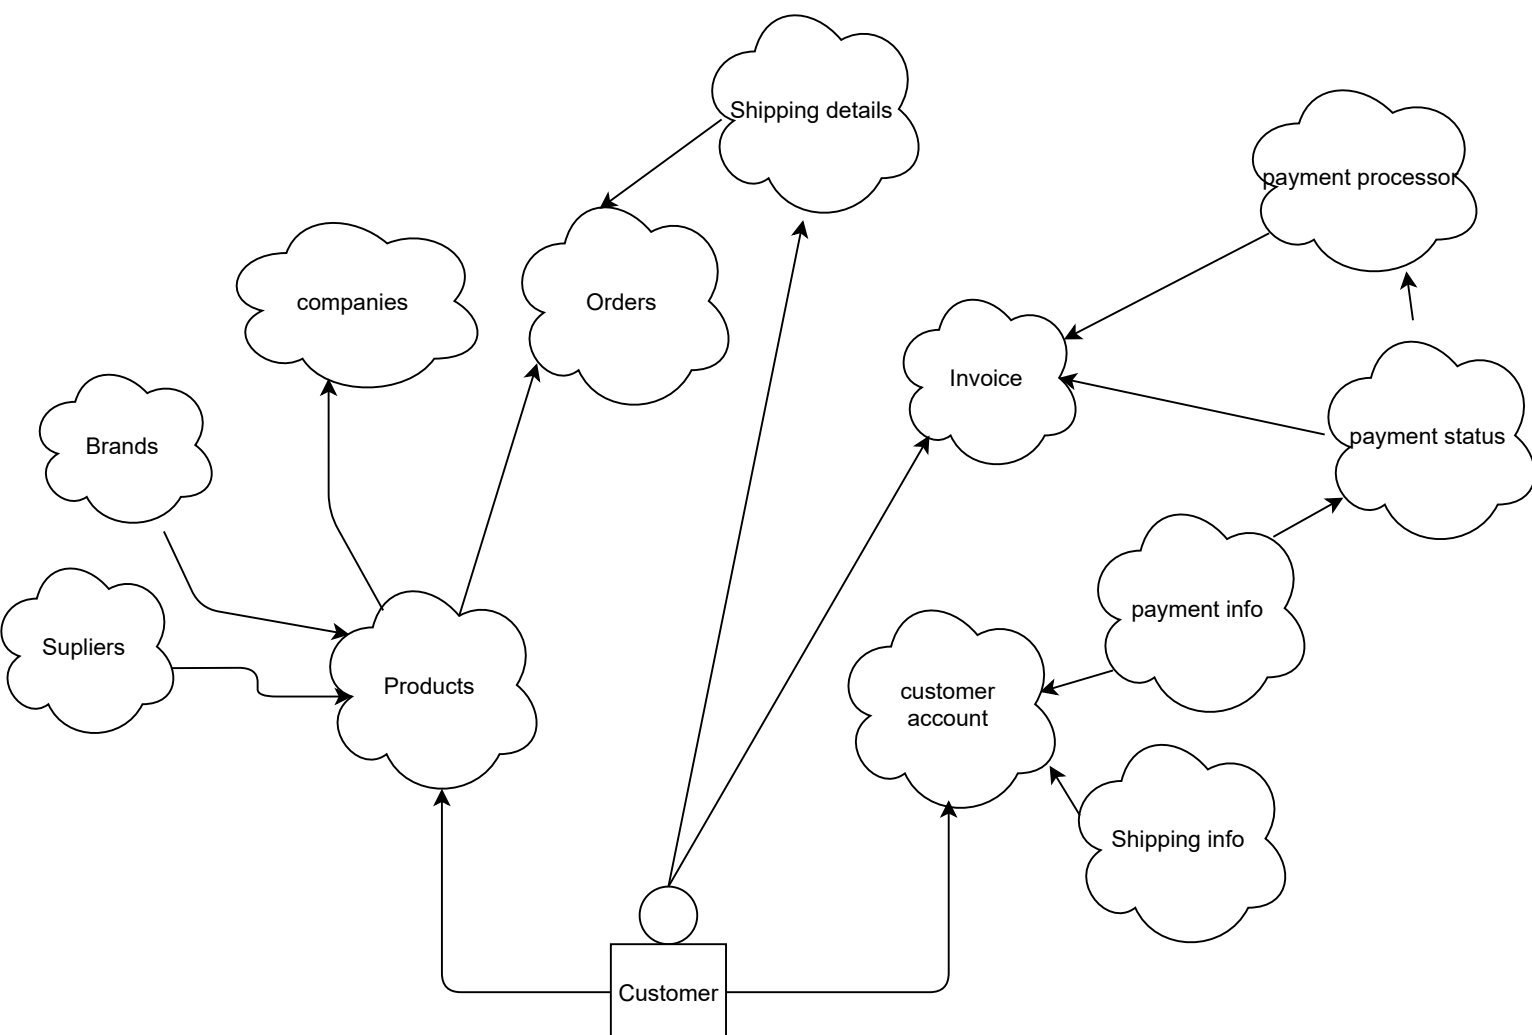 Shipping details
payment processor
companies
Orders
Invoice
Brands
payment status
payment info
Supliers
Products
customer
account
Shipping info
Customer